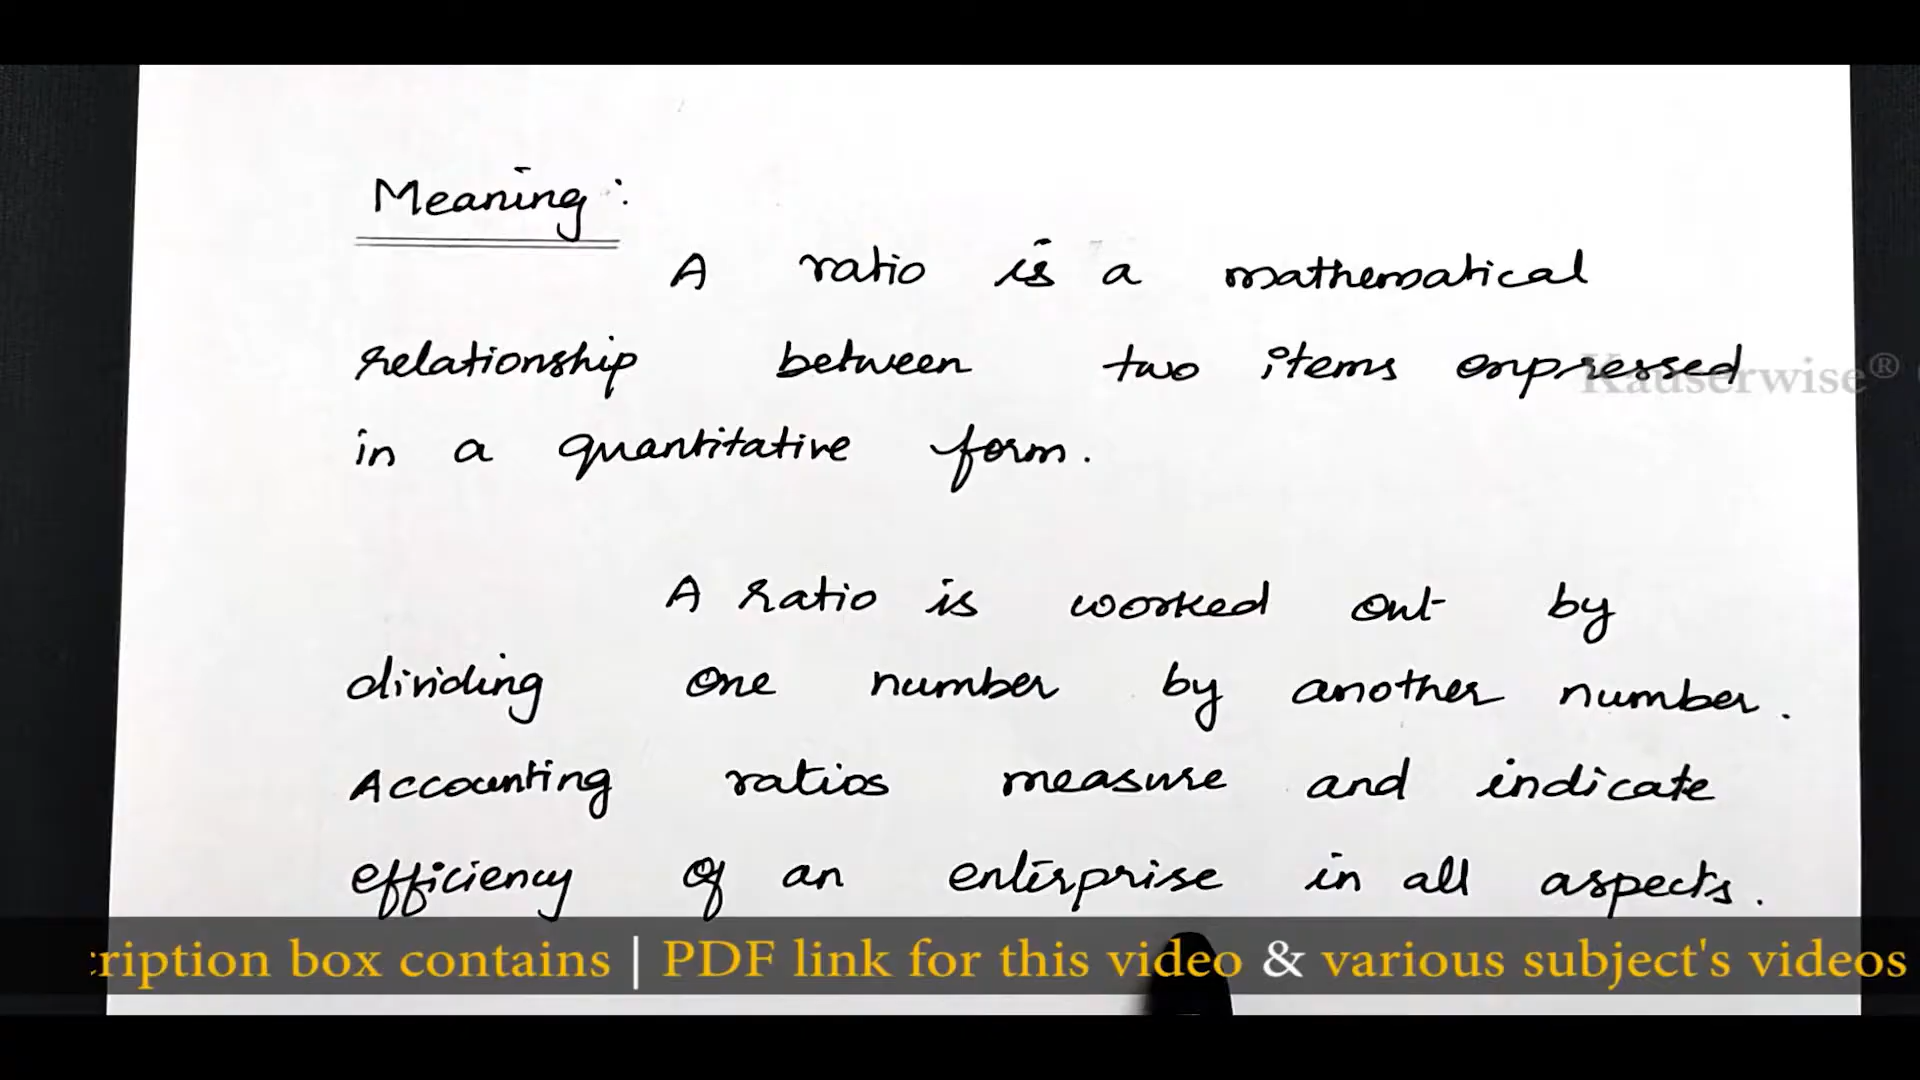 Meaning:
A ratio is a mathematical
relationship between two items expressed
Kauserwise®
in a quantitative form.
A ratio is worked out by
dividing one number by another number.
Accounting ratios measure and indicate
efficiency of an enterprise in all aspects.
cription box contains | PDF link for this video & various subject's videos